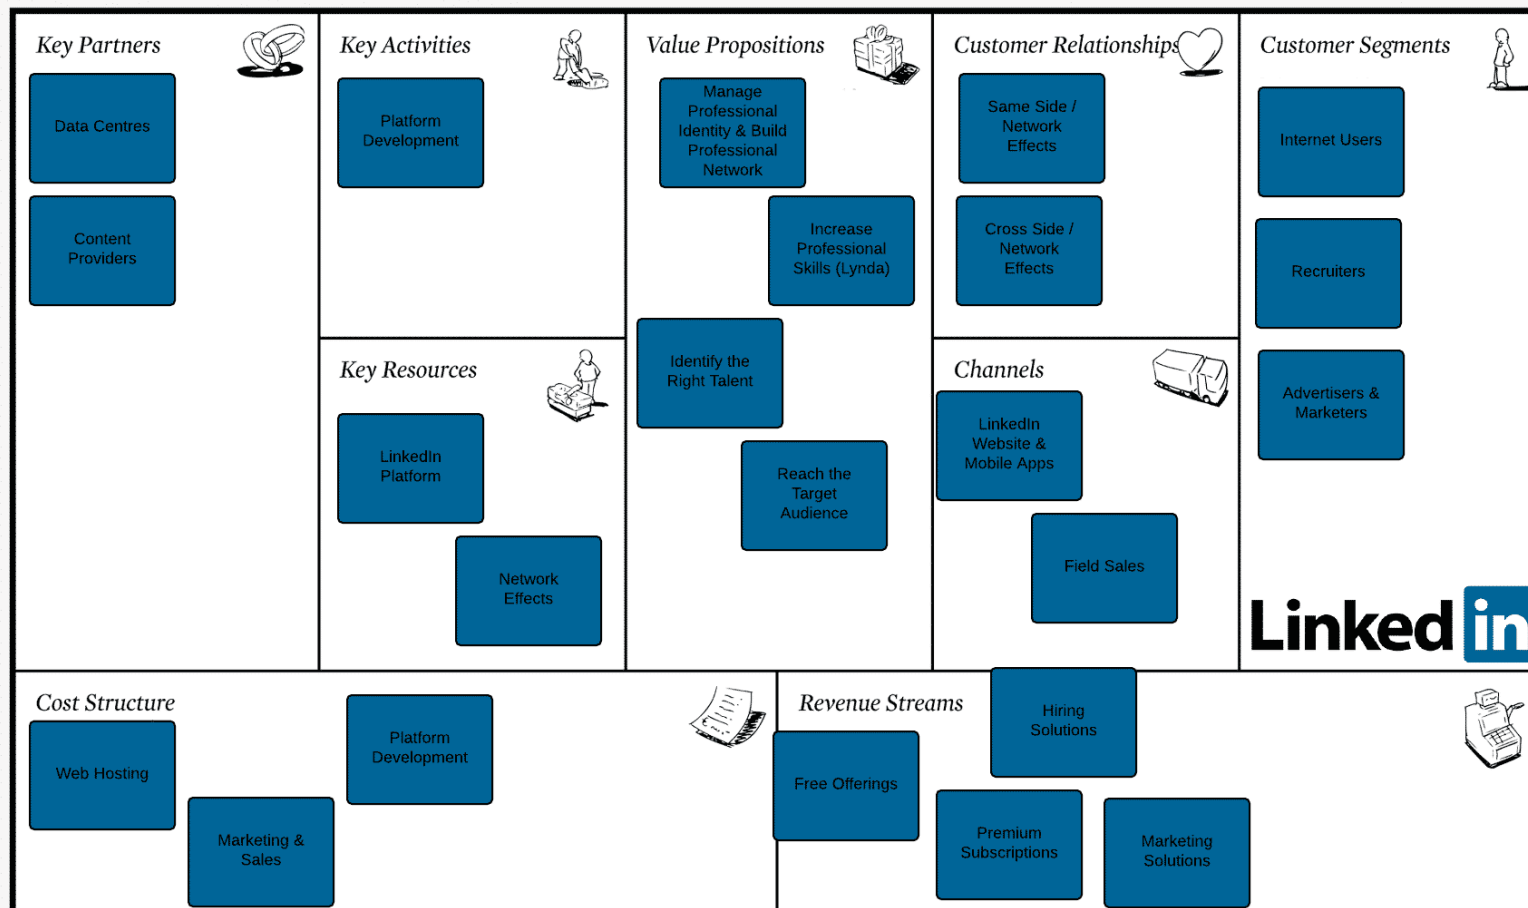 Key Partners
Data Centres
Content
Providers
Key Activities
Platform
Development
Key Resources
LinkedIn
Platform
Network
Effects
Value Propositions
Manage
Professional
Identity & Build
Professional
Network
Increase
Professional
Skills (Lynda)
Identify the
Right Talent
Reach the
Target
Audience
Customer Relationships
Same Side /
Network
Effects
Cross Side /
Network
Effects
Channels
LinkedIn
Website &
Mobile Apps
Field Sales
Customer Segments
Internet Users
Recruiters
Advertisers &
Marketers
Linked in
Cost Structure
Web Hosting
Marketing &
Sales
Platform
Development
Revenue Streams
Free Offerings
Hiring
Solutions
Premium
Subscriptions
Marketing
Solutions